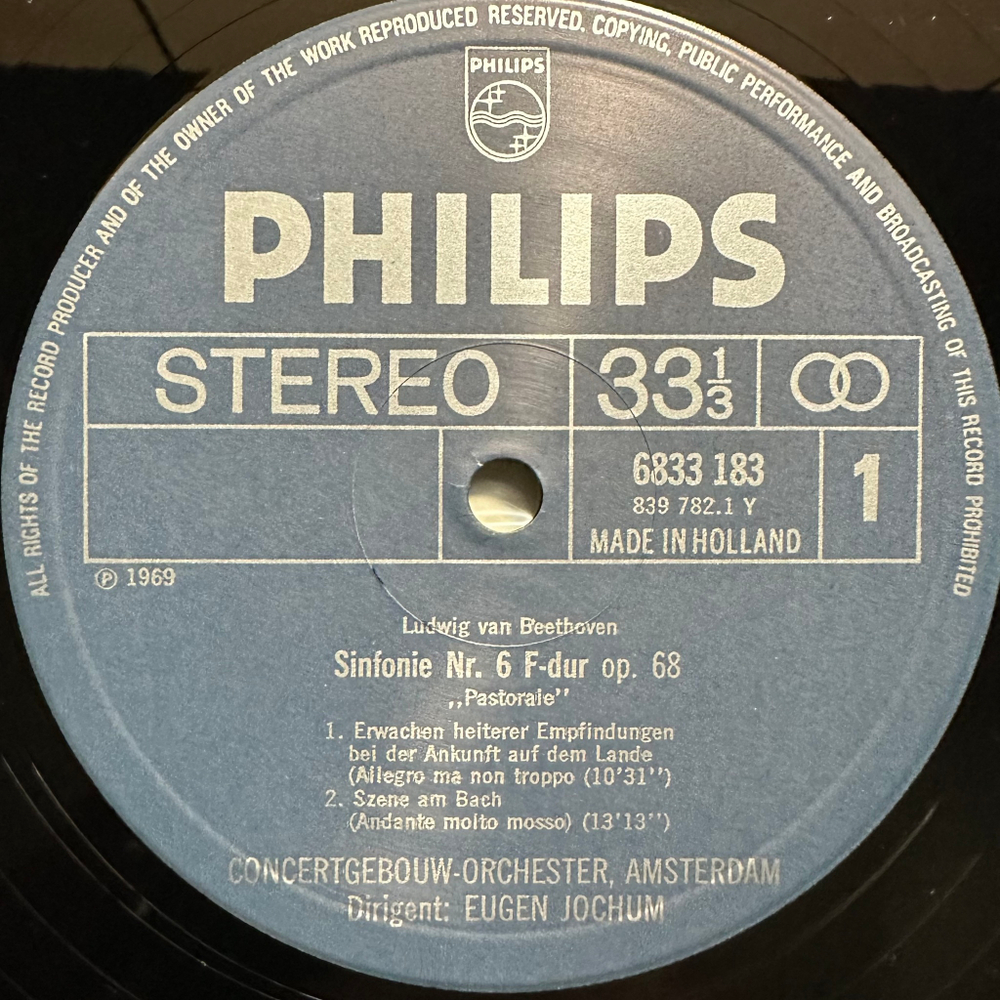 ALL RIGHTS OF THE RECORD PRODUCER AND OF THE OWNER OF THE WORK REPRODUCED RESERVED. COPYING, PUBLIC PERFORMANCE AND BROADCASTING OF THIS RECORD PROHIBITED
PHILIPS
PHILIPS
STEREO 33⅓
6833 183
839 782.1 Y
MADE IN HOLLAND
1
℗ 1969
Ludwig van Beethoven
Sinfonie Nr. 6 F-dur op. 68
„Pastorale”
1. Erwachen heiterer Empfindungen
bei der Ankunft auf dem Lande
(Allegro ma non troppo (10'31'')
2. Szene am Bach
(Andante molto mosso) (13'13'')
CONCERTGEBOUW-ORCHESTER, AMSTERDAM
Dirigent: EUGEN JOCHUM